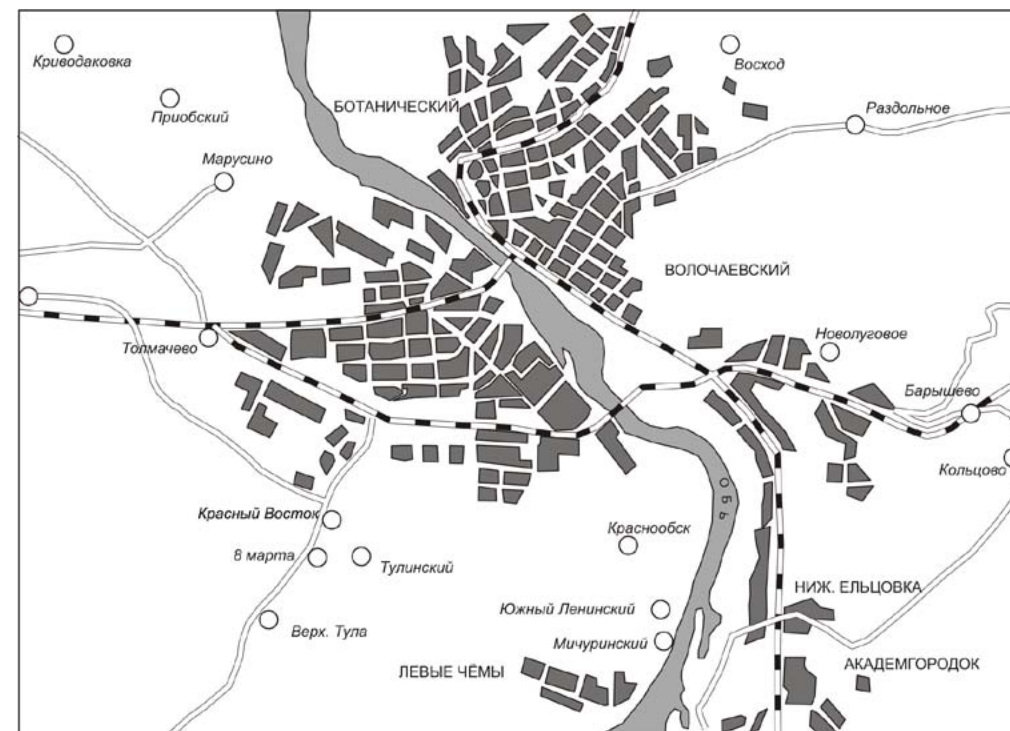 Криводаковка
Восход
Приобский
БОТАНИЧЕСКИЙ
Раздольное
Марусино
ВОЛОЧАЕВСКИЙ
Новолуговое
Толмачево
Барышево
Кольцово
ОБЬ
Красный Восток
Краснообск
8 марта
Тулинский
НИЖ. ЕЛЬЦОВКА
Южный Ленинский
Верх. Тула
Мичуринский
ЛЕВЫЕ ЧЁМЫ
АКАДЕМГОРОДОК